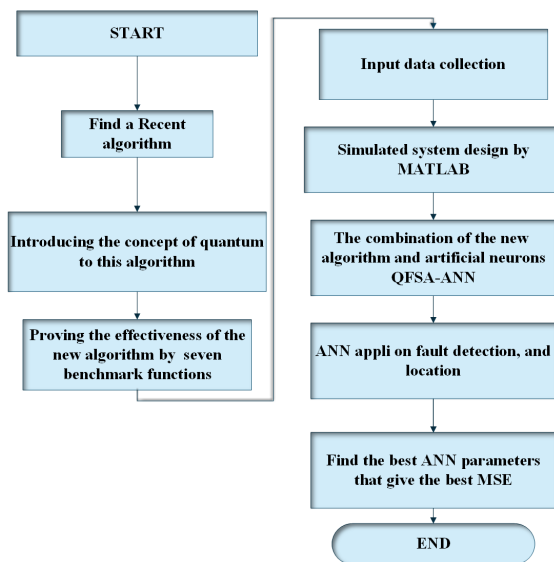 START
Find a Recent
algorithm
Introducing the concept of quantum
to this algorithm
Proving the effectiveness of the
new algorithm by seven
benchmark functions
Input data collection
Simulated system design by
MATLAB
The combination of the new
algorithm and artificial neurons
QFSA-ANN
ANN appli on fault detection, and
location
Find the best ANN parameters
that give the best MSE
END